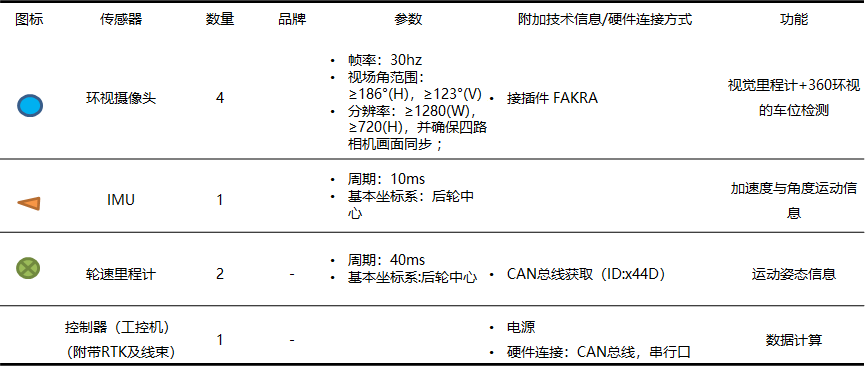 图标 传感器 数量 品牌 参数 附加技术信息/硬件连接方式 功能
环视摄像头 4
• 帧率：30hz
• 视场角范围：
≥186°(H)，≥123°(V)
• 分辨率：≥1280(W)，
≥720(H)，并确保四路
相机画面同步；
• 接插件 FAKRA
视觉里程计+360环视
的车位检测
IMU 1
• 周期：10ms
• 基本坐标系：后轮中
心
加速度与角度运动信
息
轮速里程计 2 -
• 周期：40ms
• 基本坐标系:后轮中心
• CAN总线获取（ID:x44D）
运动姿态信息
控制器（工控机）
（附带RTK及线束）
1 -
• 电源
• 硬件连接：CAN总线，串行口
数据计算